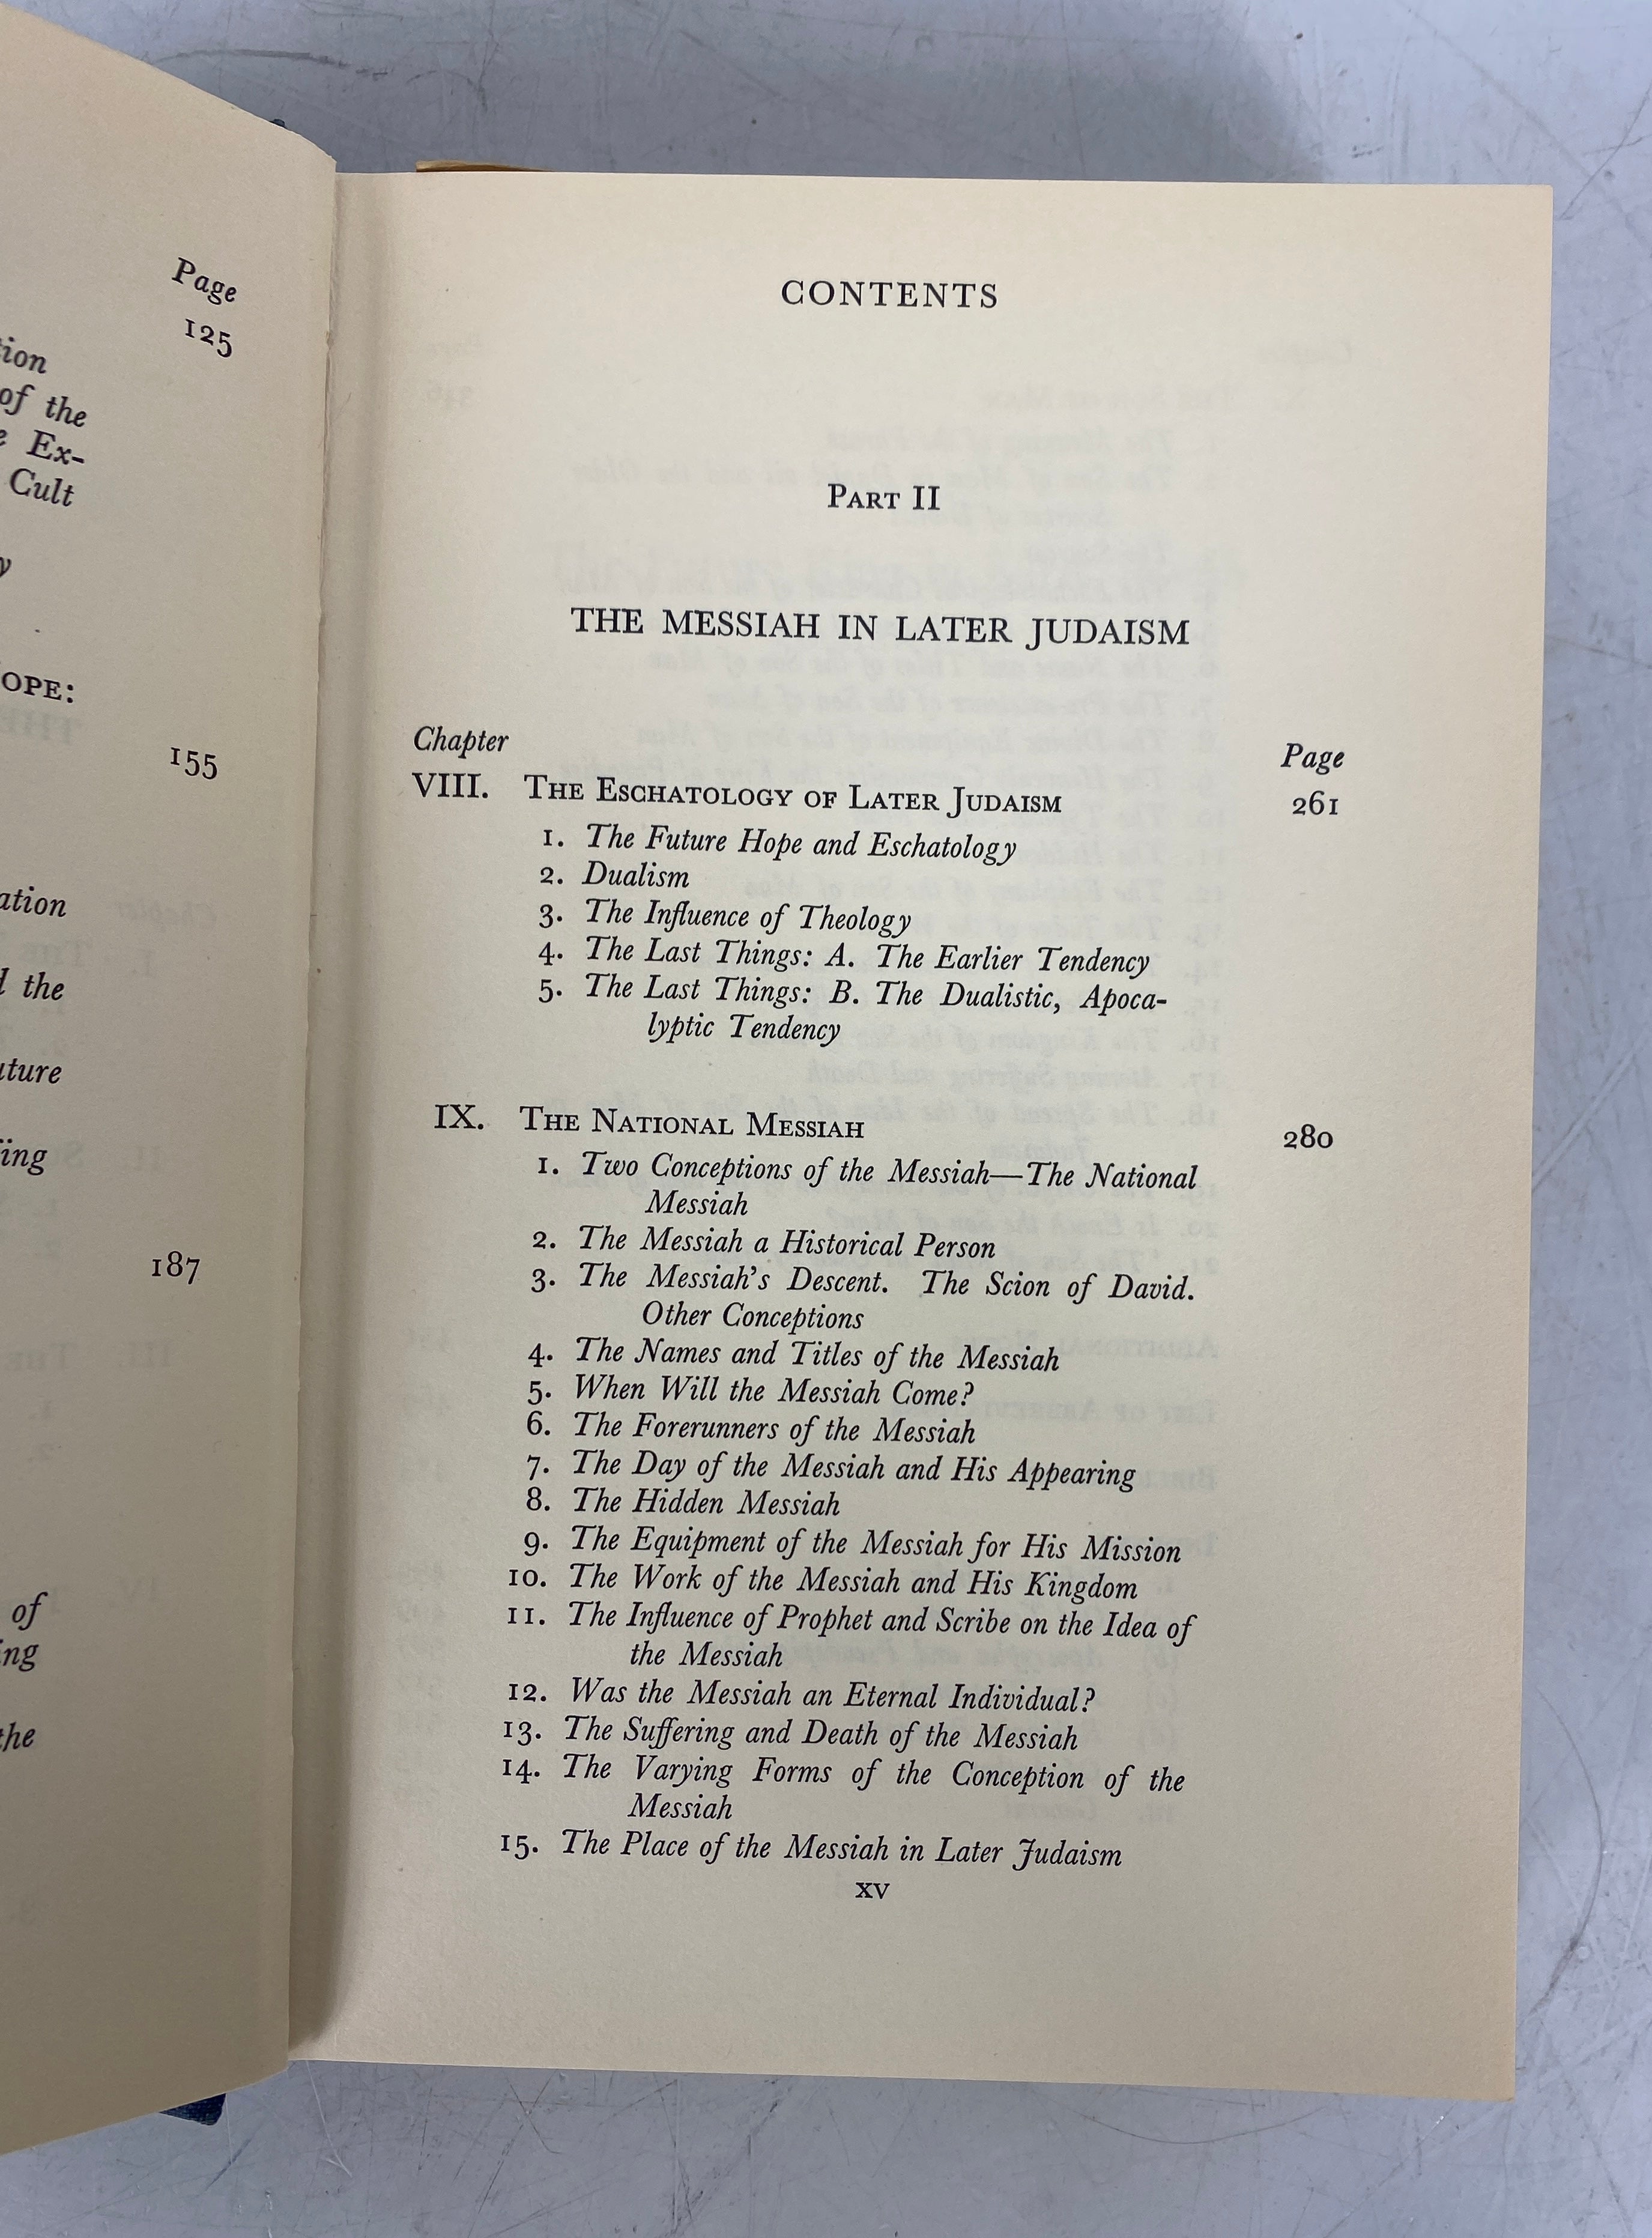 Page
125
tion
of the
Ex-
Cult
y
OPE:
155
ation
the
ture
ing
187
of
ing
the
CONTENTS
PART II
THE MESSIAH IN LATER JUDAISM
Chapter Page
VIII. THE ESCHATOLOGY OF LATER JUDAISM 261
1. The Future Hope and Eschatology
2. Dualism
3. The Influence of Theology
4. The Last Things: A. The Earlier Tendency
5. The Last Things: B. The Dualistic, Apoca-
lyptic Tendency
IX. THE NATIONAL MESSIAH 280
1. Two Conceptions of the Messiah—The National
Messiah
2. The Messiah a Historical Person
3. The Messiah's Descent. The Scion of David.
Other Conceptions
4. The Names and Titles of the Messiah
5. When Will the Messiah Come?
6. The Forerunners of the Messiah
7. The Day of the Messiah and His Appearing
8. The Hidden Messiah
9. The Equipment of the Messiah for His Mission
10. The Work of the Messiah and His Kingdom
11. The Influence of Prophet and Scribe on the Idea of
the Messiah
12. Was the Messiah an Eternal Individual?
13. The Suffering and Death of the Messiah
14. The Varying Forms of the Conception of the
Messiah
15. The Place of the Messiah in Later Judaism
xv